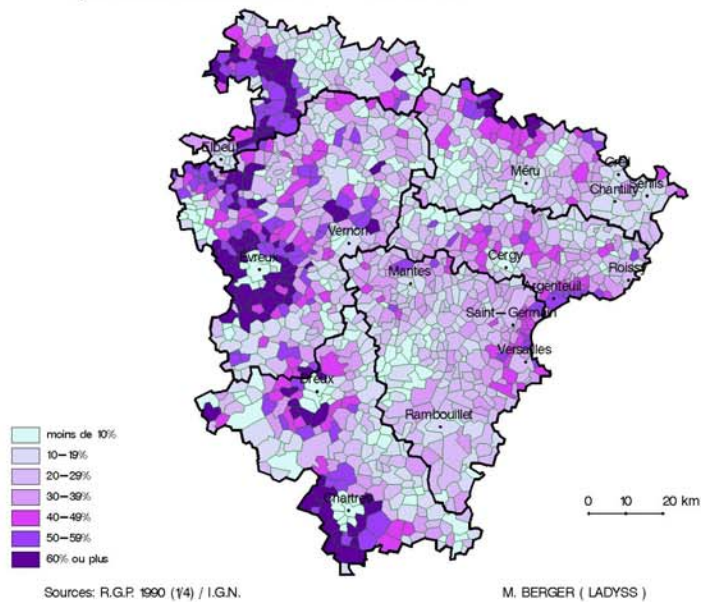 Elbeuf
Creil
Méru
Senlis
Chantilly
Vernon
Evreux
Cergy
Mantes
Roissy
Argenteuil
Saint-Germain
Versailles
Dreux
Rambouillet
Chartres
moins de 10%
10-19%
20-29%
30-39%
40-49%
50-59%
60% ou plus
0 10 20 km
Sources: R.G.P. 1990 (1/4) / I.G.N. M. BERGER ( LADYSS )